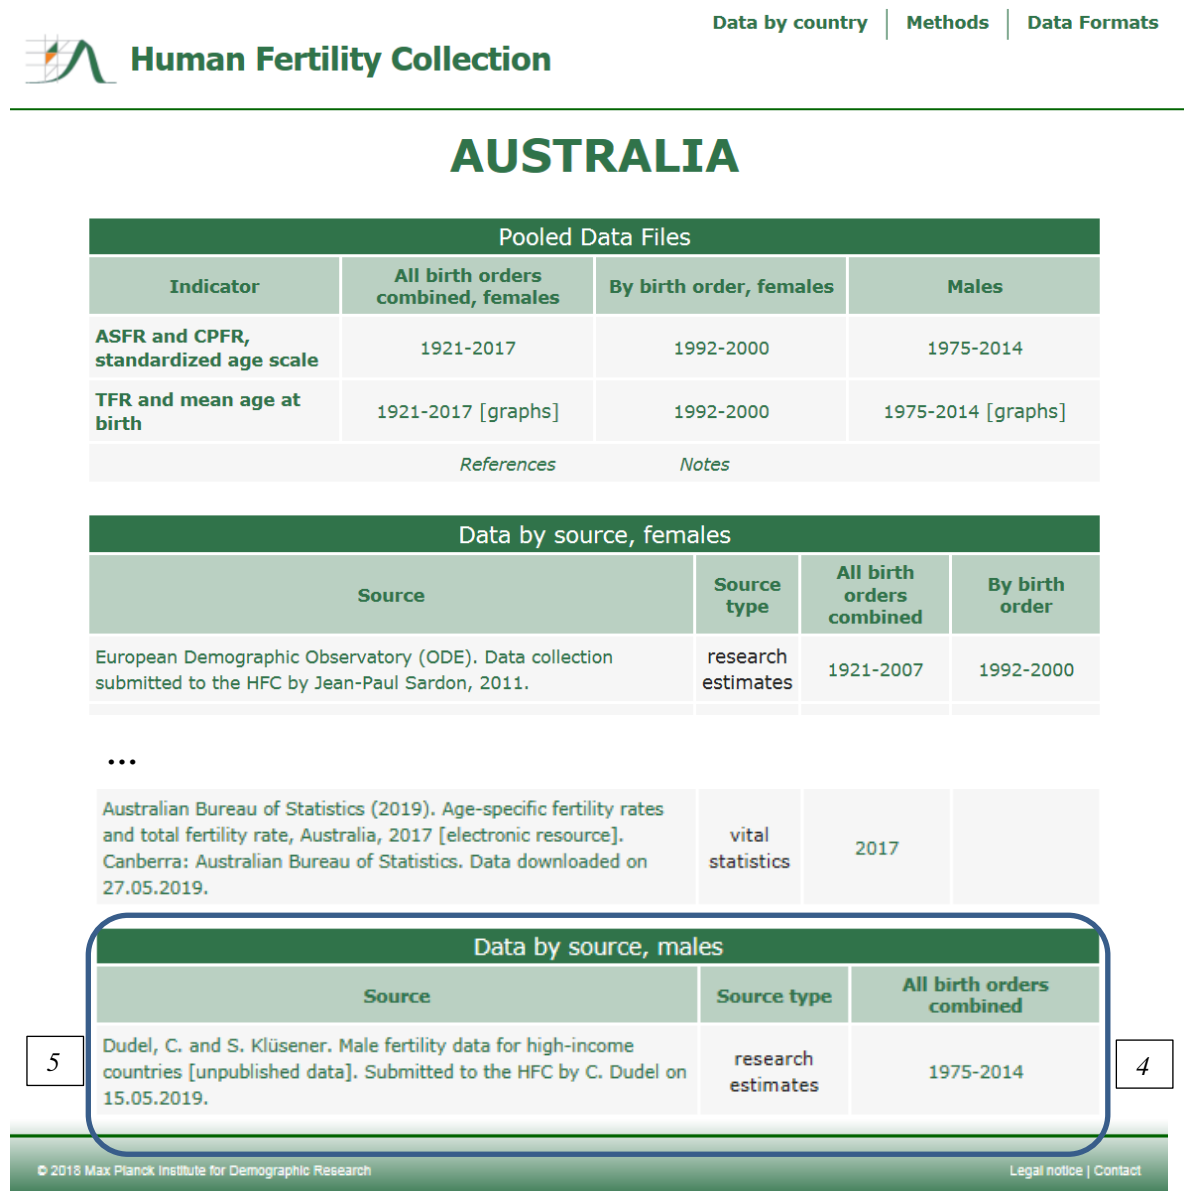 Data by country | Methods | Data Formats
Human Fertility Collection
AUSTRALIA
Pooled Data Files
Indicator
All birth orders
combined, females
By birth order, females
Males
ASFR and CPFR,
standardized age scale
1921-2017
1992-2000
1975-2014
TFR and mean age at
birth
1921-2017 [graphs]
1992-2000
1975-2014 [graphs]
References
Notes
Data by source, females
Source
Source
type
All birth
orders
combined
By birth
order
European Demographic Observatory (ODE). Data collection
submitted to the HFC by Jean-Paul Sardon, 2011.
research
estimates
1921-2007
1992-2000
...
Australian Bureau of Statistics (2019). Age-specific fertility rates
and total fertility rate, Australia, 2017 [electronic resource].
Canberra: Australian Bureau of Statistics. Data downloaded on
27.05.2019.
vital
statistics
2017
Data by source, males
Source
Source type
All birth orders
combined
5
Dudel, C. and S. Klüsener. Male fertility data for high-income
countries [unpublished data]. Submitted to the HFC by C. Dudel on
15.05.2019.
research
estimates
1975-2014
4
© 2018 Max Planck Institute for Demographic Research
Legal notice | Contact